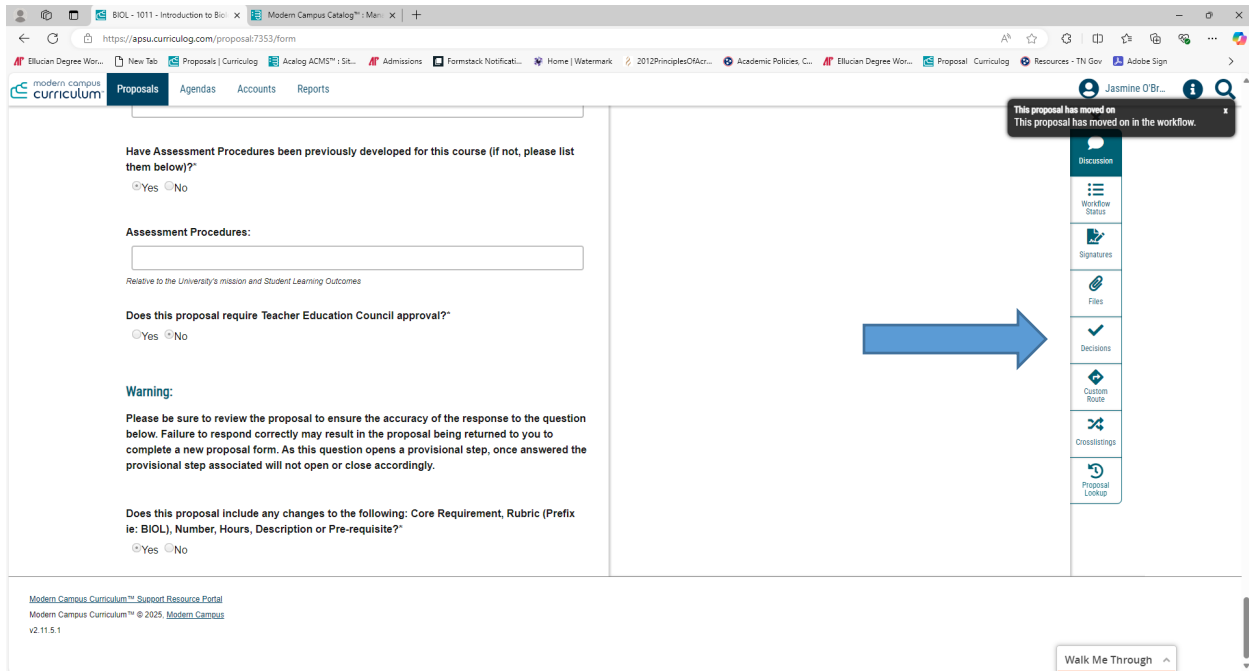 BIOL - 1011 - Introduction to Biol
Modern Campus Catalog™ : Man
https://apsu.curriculog.com/proposal:7353/form
Ellucian Degree Wor...
New Tab
Proposals | Curriculog
Acalog ACMS™ : Sit...
Admissions
Formstack Notificati...
Home | Watermark
2012PrinciplesOfAcr...
Academic Policies, C...
Ellucian Degree Wor...
Proposal Curriculog
Resources - TN Gov
Adobe Sign
modern campus
curriculum™
Proposals
Agendas
Accounts
Reports
Jasmine O'Br...
This proposal has moved on
x
This proposal has moved on in the workflow.
Have Assessment Procedures been previously developed for this course (if not, please list
them below)?*
Yes No
Assessment Procedures:
Relative to the University's mission and Student Learning Outcomes
Does this proposal require Teacher Education Council approval?*
Yes No
Warning:
Please be sure to review the proposal to ensure the accuracy of the response to the question
below. Failure to respond correctly may result in the proposal being returned to you to
complete a new proposal form. As this question opens a provisional step, once answered the
provisional step associated will not open or close accordingly.
Does this proposal include any changes to the following: Core Requirement, Rubric (Prefix
ie: BIOL), Number, Hours, Description or Pre-requisite?*
Yes No
Discussion
Workflow
Status
Signatures
Files
Decisions
Custom
Route
Crosslistings
Proposal
Lookup
Modern Campus Curriculum™ Support Resource Portal
Modern Campus Curriculum™ © 2025, Modern Campus
v2.11.5.1
Walk Me Through